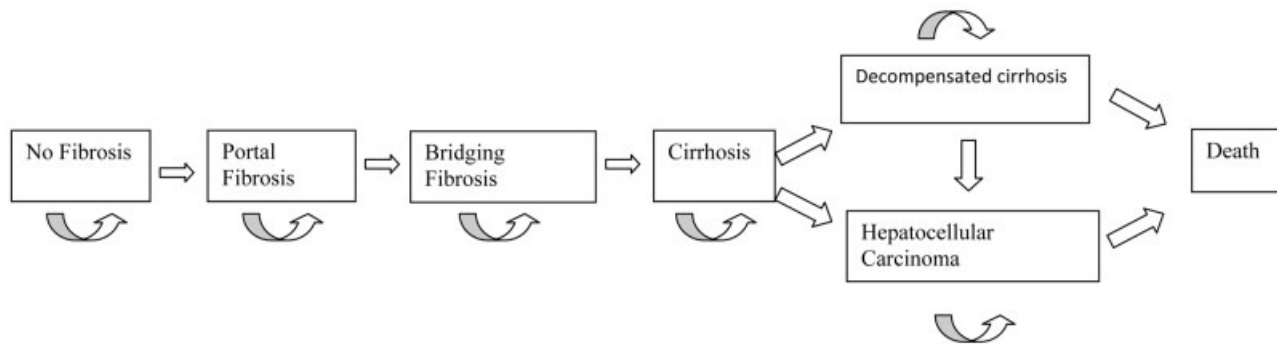 No Fibrosis
Portal
Fibrosis
Bridging
Fibrosis
Cirrhosis
Decompensated cirrhosis
Hepatocellular
Carcinoma
Death